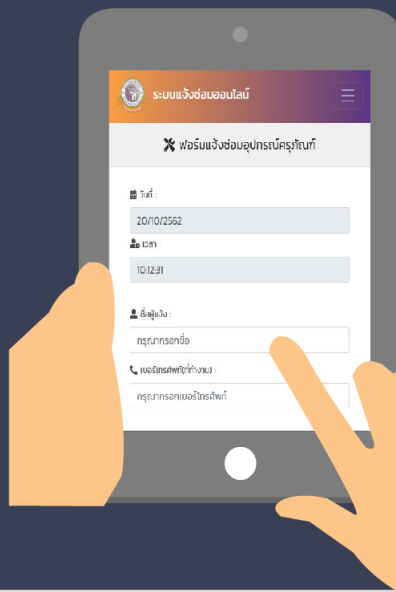 ระบบแจ้งซ่อมออนไลน์
ฟอร์มแจ้งซ่อมอุปกรณ์ครุภัณฑ์
วันที่ :
20/10/2562
เวลา
10:12:31
ชื่อผู้แจ้ง :
กรุณากรอกชื่อ
เบอร์โทรศัพท์(ที่ทำงาน) :
กรุณากรอกเบอร์โทรศัพท์